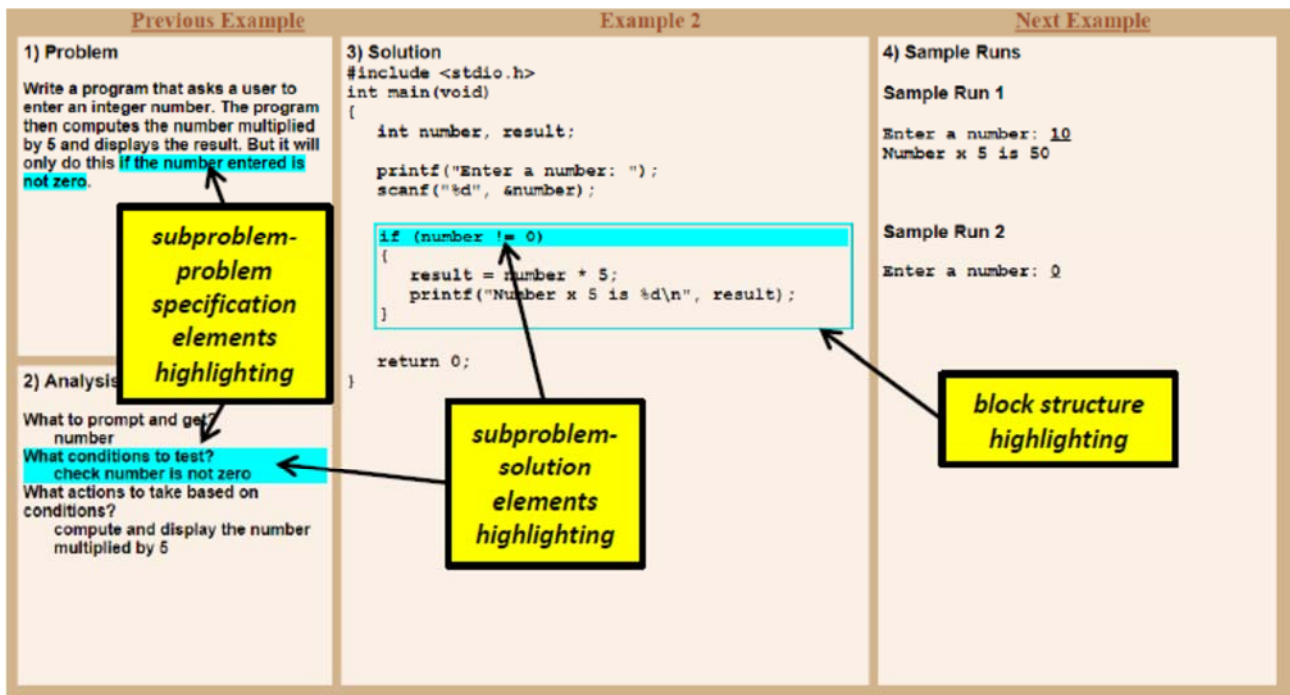 Previous Example
Example 2
Next Example
1) Problem
Write a program that asks a user to
enter an integer number. The program
then computes the number multiplied
by 5 and displays the result. But it will
only do this if the number entered is
not zero.
subproblem-
problem
specification
elements
highlighting
2) Analysis
What to prompt and get?
number
What conditions to test?
check number is not zero
What actions to take based on
conditions?
compute and display the number
multiplied by 5
3) Solution
#include <stdio.h>
int main(void)
{
int number, result;
printf("Enter a number: ");
scanf("%d", &number);
if (number != 0)
{
result = number * 5;
printf("Number x 5 is %d\n", result);
}
return 0;
}
subproblem-
solution
elements
highlighting
4) Sample Runs
Sample Run 1
Enter a number: 10
Number x 5 is 50
Sample Run 2
Enter a number: 0
block structure
highlighting